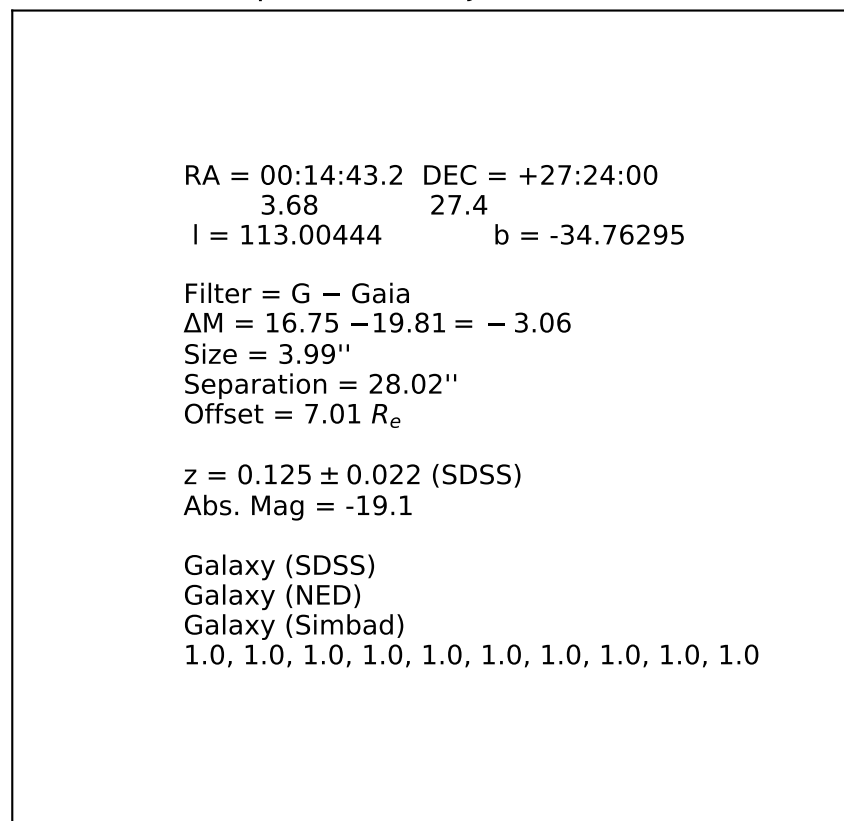 RA = 00:14:43.2 DEC = +27:24:00
3.68 27.4
l = 113.00444 b = -34.76295
Filter = G − Gaia
ΔM = 16.75 −19.81 = − 3.06
Size = 3.99''
Separation = 28.02''
Offset = 7.01 Re
z = 0.125 ± 0.022 (SDSS)
Abs. Mag = -19.1
Galaxy (SDSS)
Galaxy (NED)
Galaxy (Simbad)
1.0, 1.0, 1.0, 1.0, 1.0, 1.0, 1.0, 1.0, 1.0, 1.0